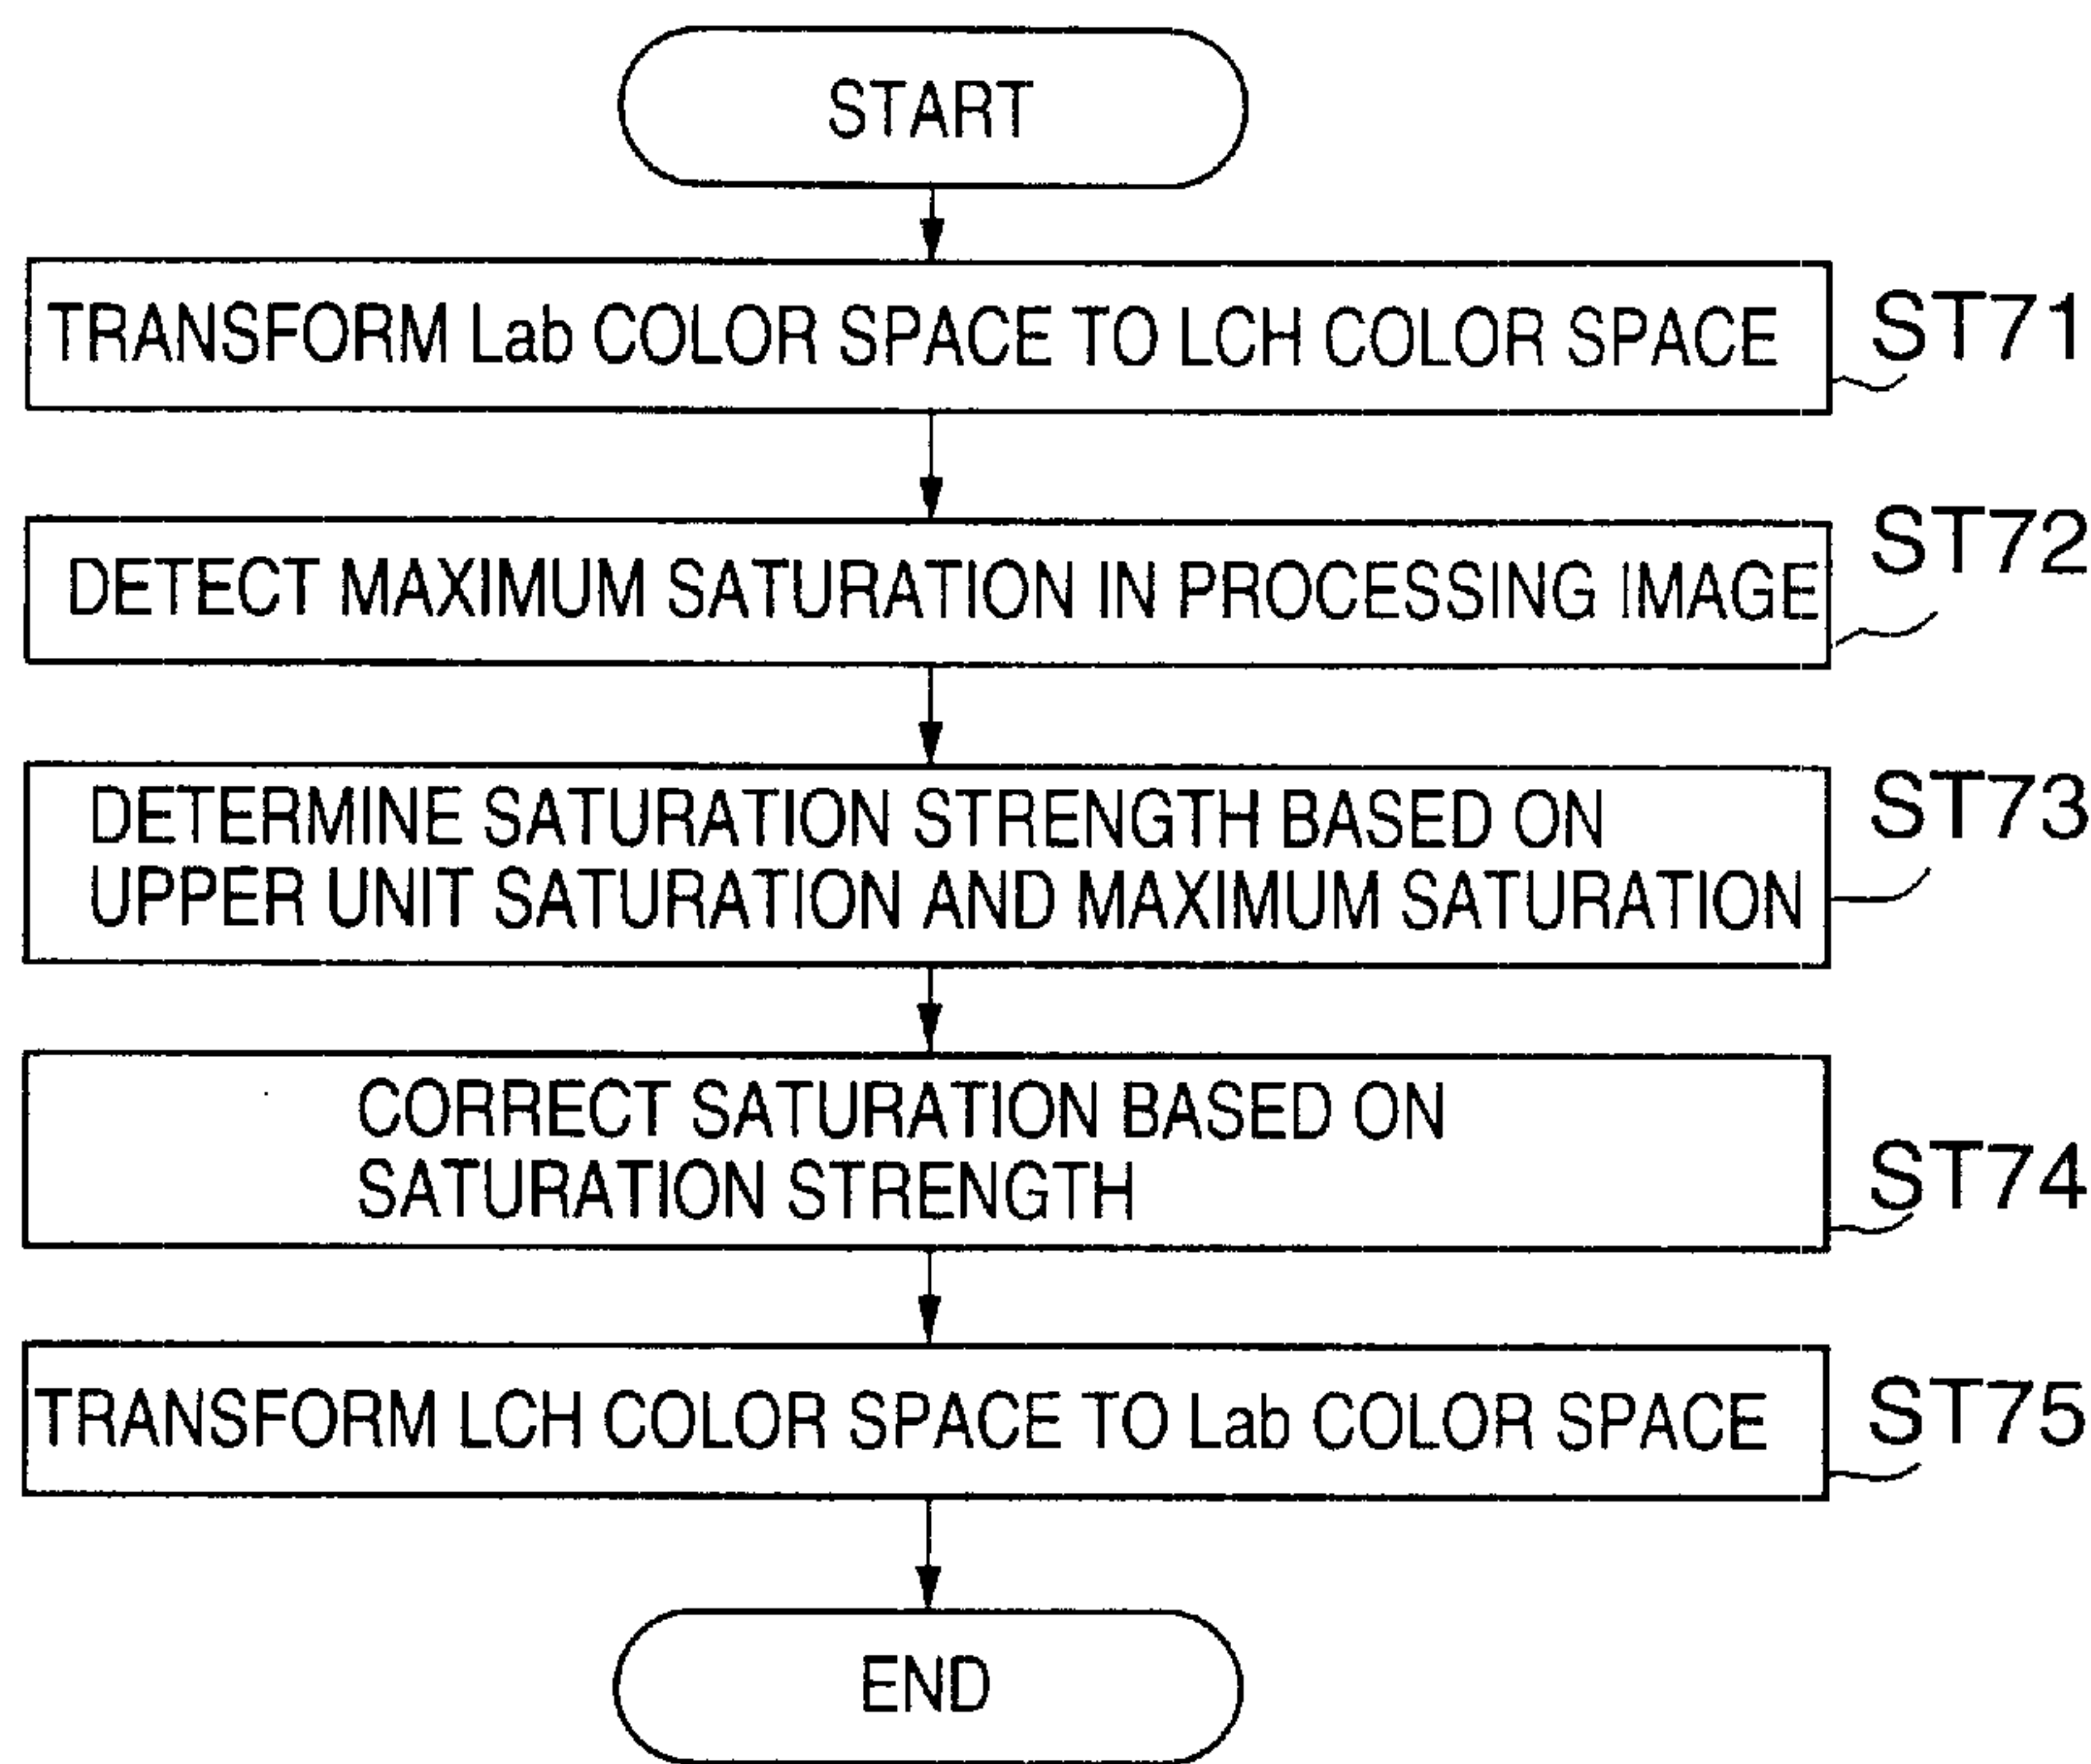 START
TRANSFORM Lab COLOR SPACE TO LCH COLOR SPACE
ST71
DETECT MAXIMUM SATURATION IN PROCESSING IMAGE
ST72
DETERMINE SATURATION STRENGTH BASED ON
UPPER UNIT SATURATION AND MAXIMUM SATURATION
ST73
CORRECT SATURATION BASED ON
SATURATION STRENGTH
ST74
TRANSFORM LCH COLOR SPACE TO Lab COLOR SPACE
ST75
END